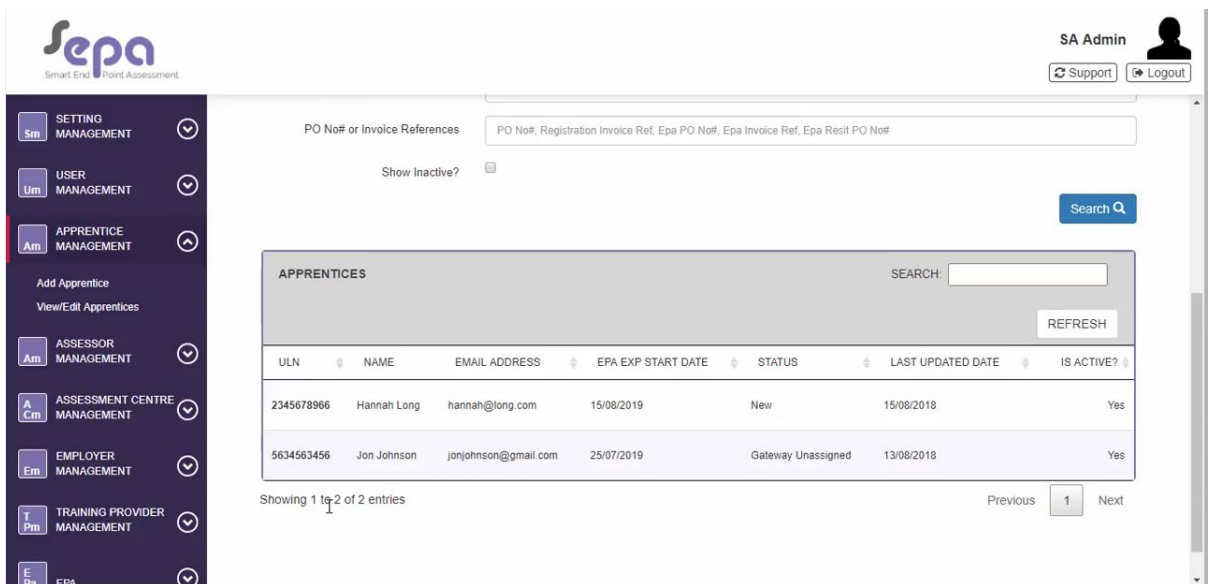 Sepa
Smart End Point Assessment
SA Admin
Support
Logout
Sm
SETTING
MANAGEMENT
Um
USER
MANAGEMENT
Am
APPRENTICE
MANAGEMENT
Add Apprentice
View/Edit Apprentices
Am
ASSESSOR
MANAGEMENT
A
Cm
ASSESSMENT CENTRE
MANAGEMENT
Em
EMPLOYER
MANAGEMENT
T
Pm
TRAINING PROVIDER
MANAGEMENT
E
Pa
EPA
PO No# or Invoice References
PO No#, Registration Invoice Ref, Epa PO No#, Epa Invoice Ref, Epa Resit PO No#
Show Inactive?
Search
APPRENTICES
SEARCH:
REFRESH
ULN NAME EMAIL ADDRESS EPA EXP START DATE STATUS LAST UPDATED DATE IS ACTIVE?
2345678966 Hannah Long hannah@long.com 15/08/2019 New 15/08/2018 Yes
5634563456 Jon Johnson jonjohnson@gmail.com 25/07/2019 Gateway Unassigned 13/08/2018 Yes
Showing 1 to 2 of 2 entries
Previous 1 Next